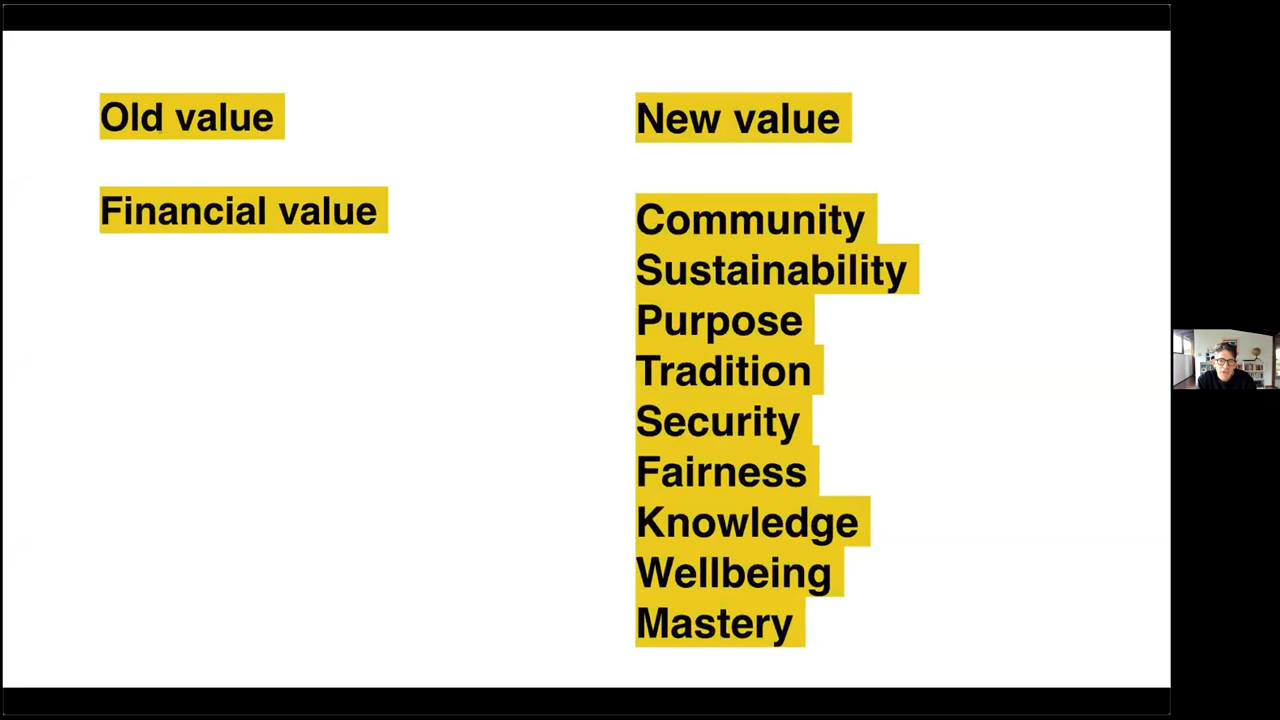 Old value
Financial value
New value
Community
Sustainability
Purpose
Tradition
Security
Fairness
Knowledge
Wellbeing
Mastery